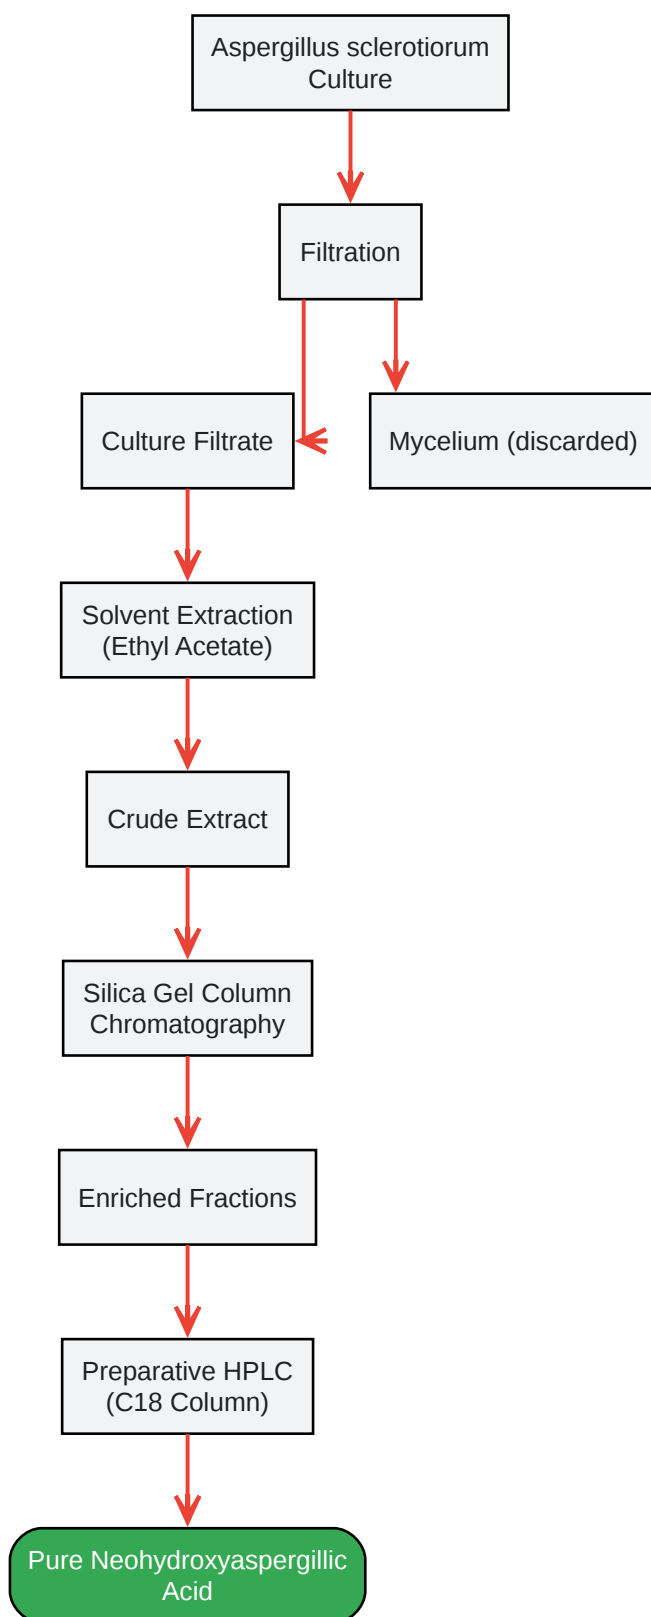 Aspergillus sclerotiorum
Culture
Filtration
Culture Filtrate
Mycelium (discarded)
Solvent Extraction
(Ethyl Acetate)
Crude Extract
Silica Gel Column
Chromatography
Enriched Fractions
Preparative HPLC
(C18 Column)
Pure Neohydroxyaspergillic
Acid